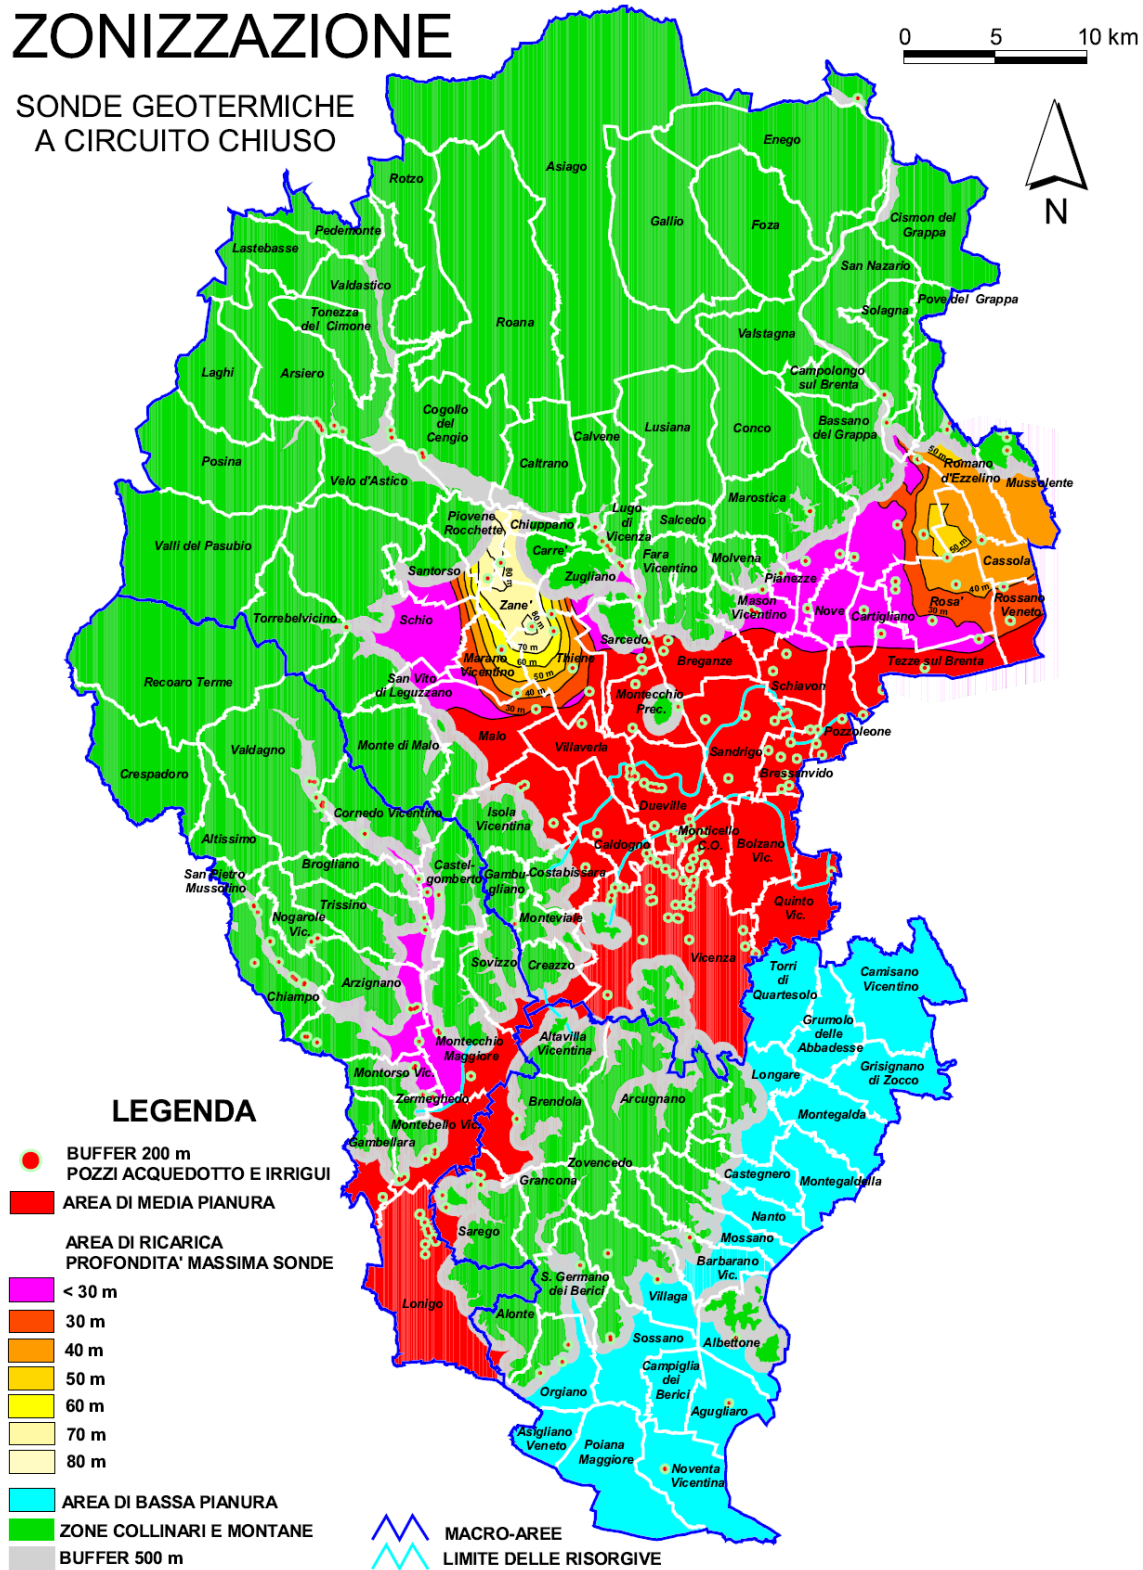 ZONIZZAZIONE
SONDE GEOTERMICHE
A CIRCUITO CHIUSO
0 5 10 km
N
Enego
Asiago
Rotzo
Gallio
Foza
Cismon del
Grappa
Pedemonte
Lastebasse
San Nazario
Valdastico
Pove del Grappa
Solagna
Tonezza
del Cimone
Roana
Valstagna
Laghi
Arsiero
Campolongo
sul Brenta
Cogollo
del
Cengio
Calvene
Lusiana
Conco
Bassano
del Grappa
Posina
Caltrano
50 m
Romano
d'Ezzelino
Mussolente
Velo d'Astico
Marostica
Piovene
Rocchette
Chiuppano
Lugo
di
Vicenza
Salcedo
Valli del Pasubio
Carre'
Fara
Vicentino
Molvena
50 m
Cassola
Santorso
80 m
Zugliano
Pianezze
40 m
Zane'
80 m
Mason
Vicentino
Nove
Cartigliano
Rosa'
30 m
Rossano
Veneto
Torrebelvicino
Schio
Sarcedo
70 m
Marano
Vicentino
60 m
Thiene
Breganze
Tezze sul Brenta
50 m
Recoaro Terme
San Vito
di Leguzzano
40 m
30 m
Montecchio
Prec.
Schiavon
Valdagno
Monte di Malo
Malo
Villaverla
Sandrigo
Pozzoleone
Crespadoro
Bressanvido
Cornedo Vicentino
Isola
Vicentina
Dueville
Altissimo
Caldogno
Monticello
C.O.
Bolzano
Vic.
Brogliano
Castel-
gomberto
Gambu-
gliano
Costabissara
San Pietro
Mussolino
Trissino
Nogarole
Vic.
Monteviale
Quinto
Vic.
Sovizzo
Creazzo
Vicenza
Torri
di
Quartesolo
Camisano
Vicentino
Arzignano
Chiampo
Grumolo
delle
Abbadesse
Montecchio
Maggiore
Altavilla
Vicentina
Montorso Vic.
Longare
Grisignano
di Zocco
Zermeghedo
Brendola
Arcugnano
Montegalda
Montebello Vic.
Gambellara
Zovencedo
Grancona
Castegnero
Montegaldella
Nanto
Sarego
Mossano
Barbarano
Vic.
S. Germano
dei Berici
Villaga
Lonigo
Alonte
Sossano
Albettone
Campiglia
dei
Berici
Orgiano
Agugliaro
Asigliano
Veneto
Poiana
Maggiore
Noventa
Vicentina
LEGENDA
BUFFER 200 m
POZZI ACQUEDOTTO E IRRIGUI
AREA DI MEDIA PIANURA
AREA DI RICARICA
PROFONDITA' MASSIMA SONDE
< 30 m
30 m
40 m
50 m
60 m
70 m
80 m
AREA DI BASSA PIANURA
ZONE COLLINARI E MONTANE
BUFFER 500 m
MACRO-AREE
LIMITE DELLE RISORGIVE